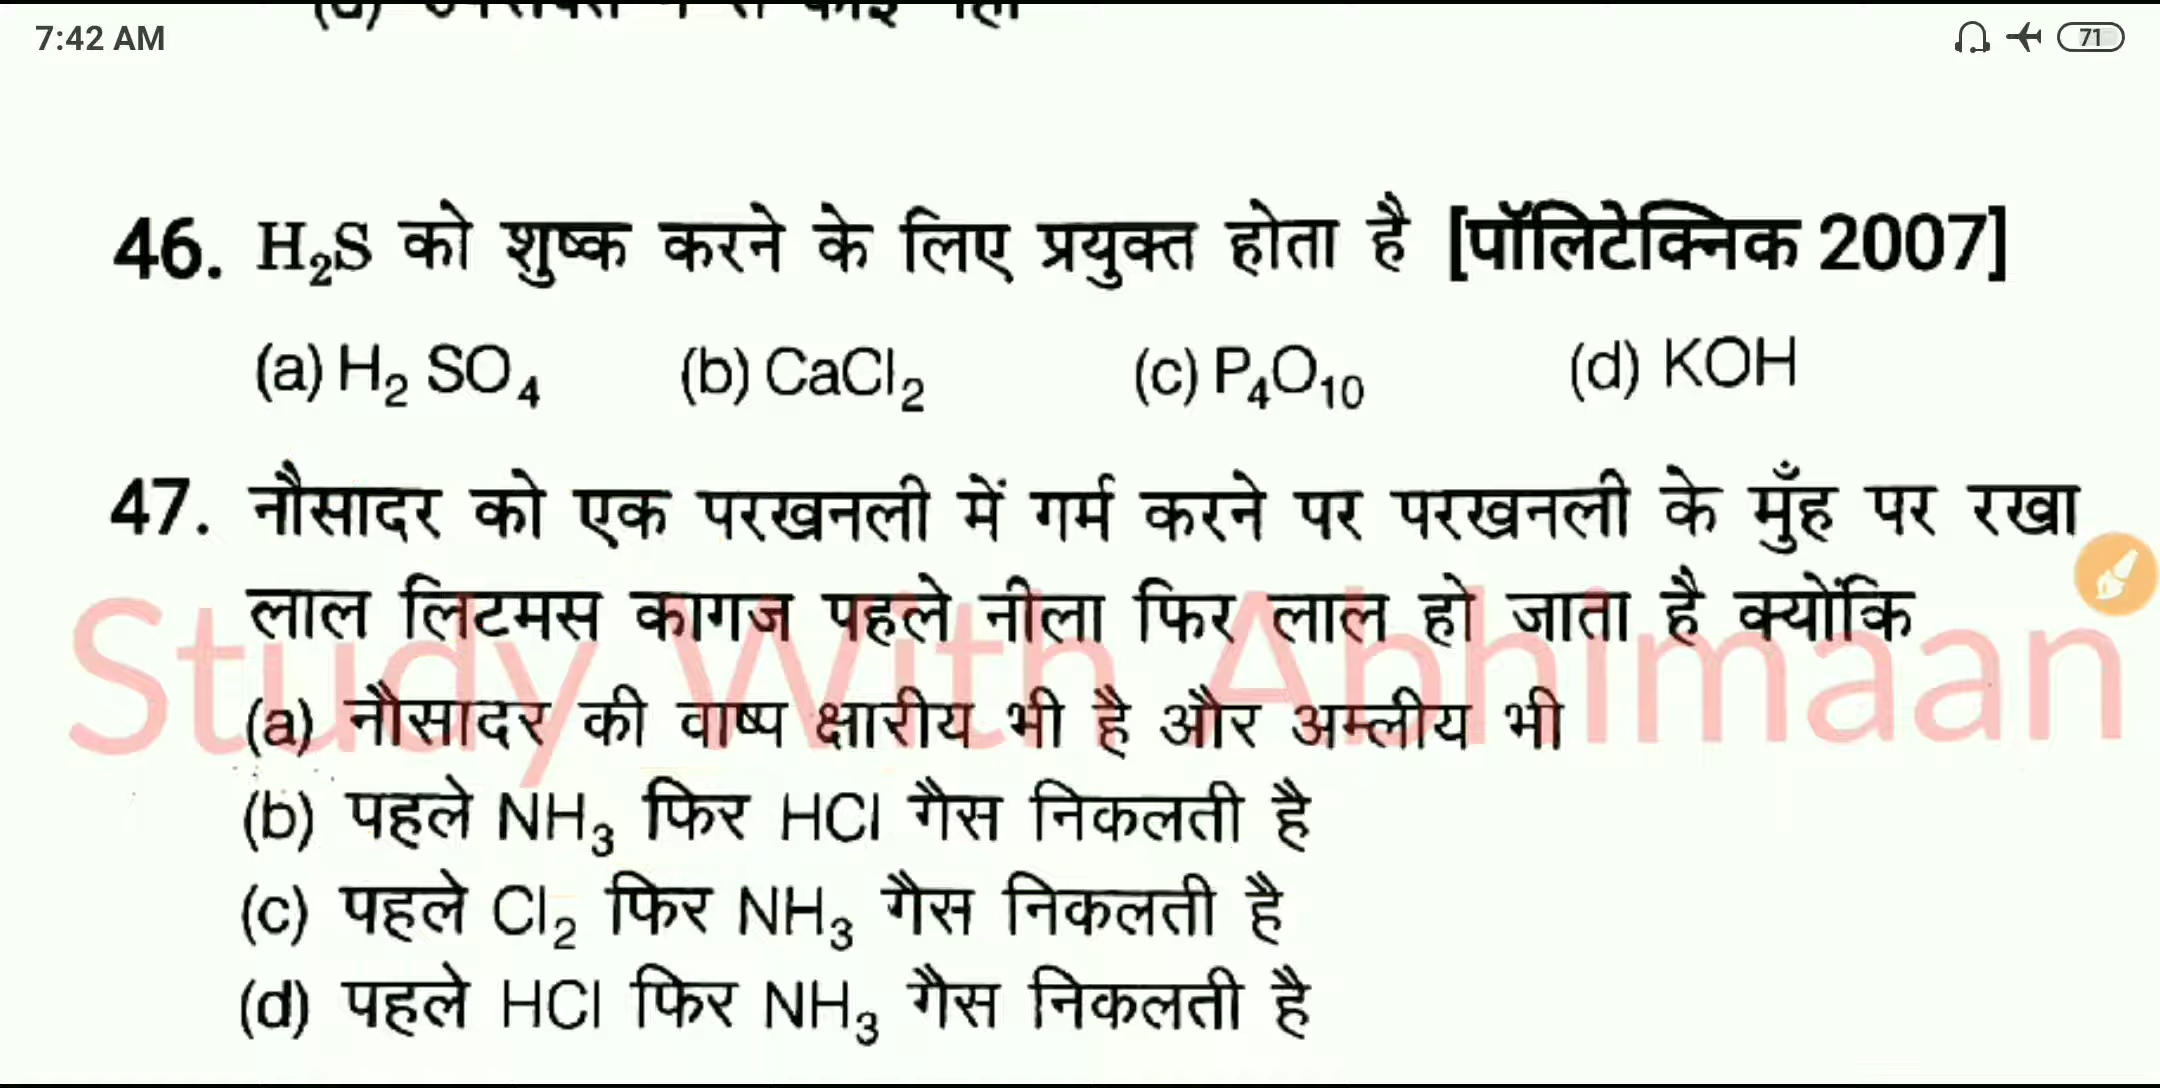 7:42 AM
71
46. H₂S को शुष्क करने के लिए प्रयुक्त होता है [पॉलिटेक्निक 2007]
(a) H₂ SO₄ (b) CaCl₂ (c) P₄O₁₀ (d) KOH
47. नौसादर को एक परखनली में गर्म करने पर परखनली के मुँह पर रखा
लाल लिटमस कागज पहले नीला फिर लाल हो जाता है क्योंकि
Study With Abhimaan
(a) नौसादर की वाष्प क्षारीय भी है और अम्लीय भी
(b) पहले NH₃ फिर HCl गैस निकलती है
(c) पहले Cl₂ फिर NH₃ गैस निकलती है
(d) पहले HCl फिर NH₃ गैस निकलती है